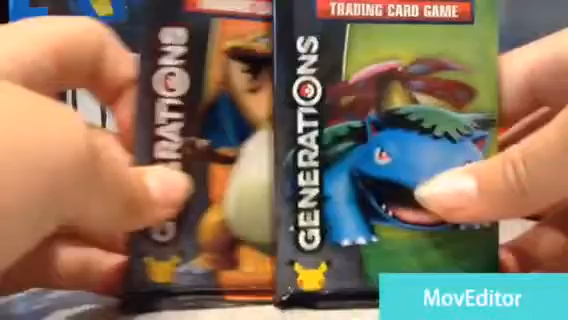 TRADING CARD GAME
GENERATIONS
GENERATIONS
MovEditor